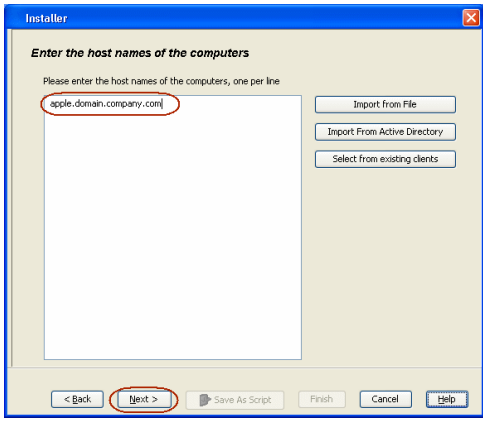 Installer
Enter the host names of the computers
Please enter the host names of the computers, one per line
apple.domain.company.com
Import from File
Import From Active Directory
Select from existing clients
< Back
Next >
Save As Script
Finish
Cancel
Help